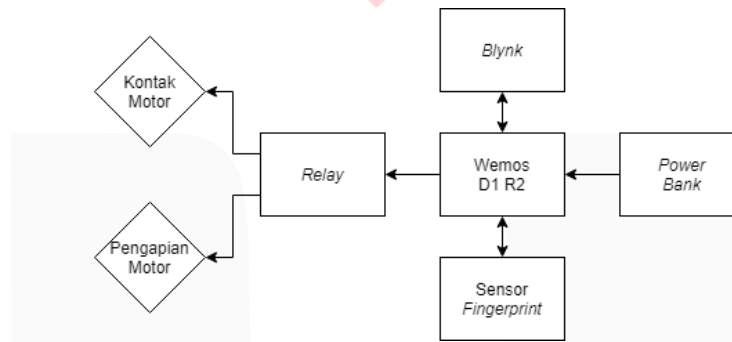 Blynk
Kontak
Motor
Relay
Wemos
D1 R2
Power
Bank
Pengapian
Motor
Sensor
Fingerprint